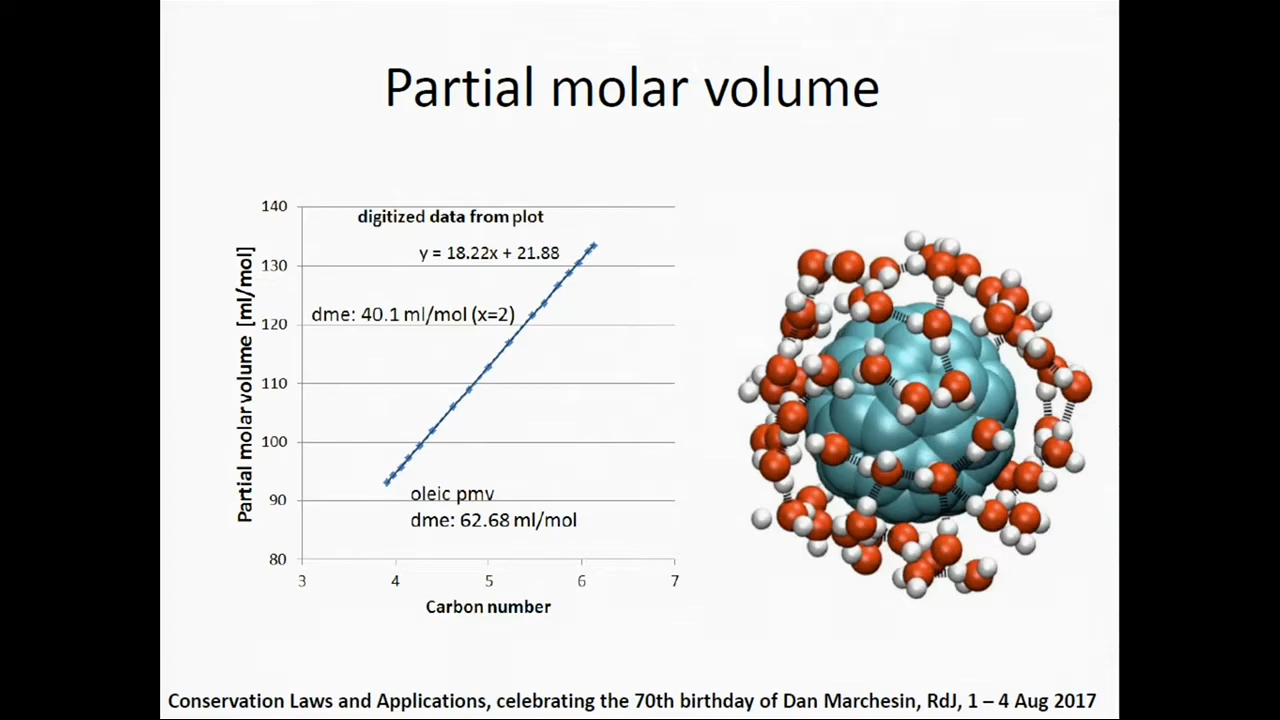 Partial molar volume
digitized data from plot
y = 18.22x + 21.88
dme: 40.1 ml/mol (x=2)
oleic pmv
dme: 62.68 ml/mol
Partial molar volume [ml/mol]
140
130
120
110
100
90
80
3 4 5 6 7
Carbon number
Conservation Laws and Applications, celebrating the 70th birthday of Dan Marchesin, RdJ, 1 – 4 Aug 2017